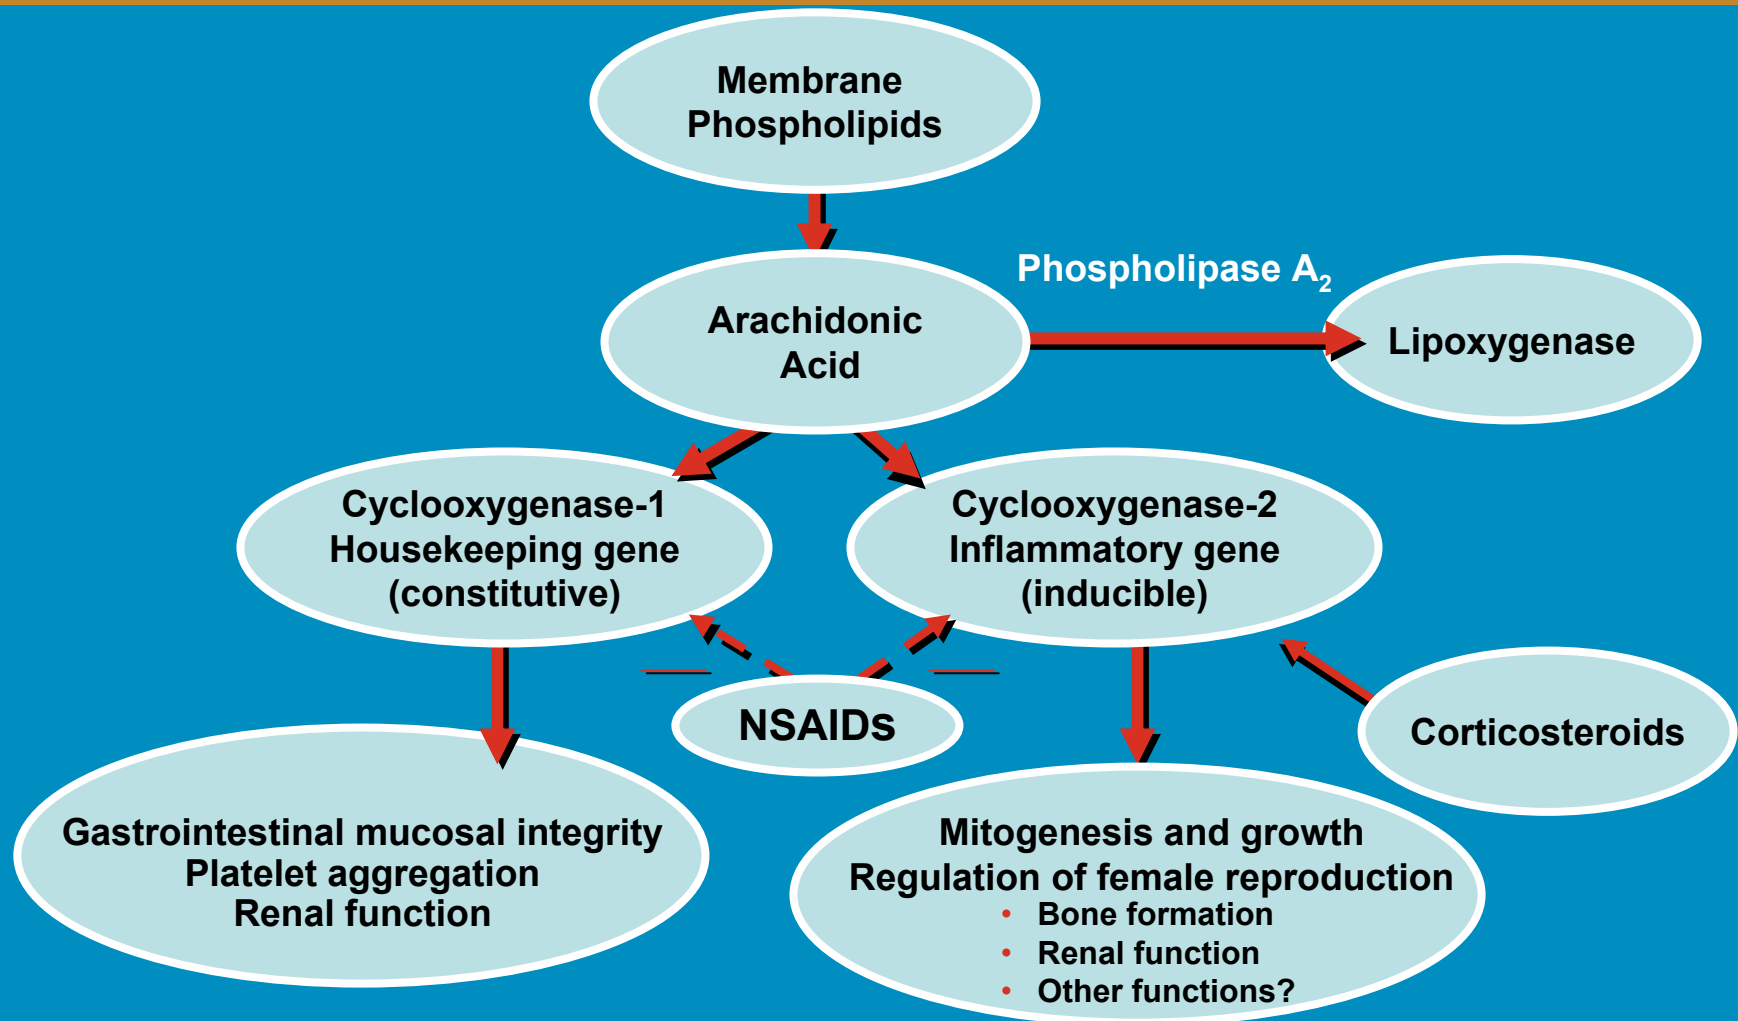 Membrane
Phospholipids
Phospholipase A₂
Arachidonic
Acid
Lipoxygenase
Cyclooxygenase-1
Housekeeping gene
(constitutive)
Cyclooxygenase-2
Inflammatory gene
(inducible)
NSAIDs
Corticosteroids
Gastrointestinal mucosal integrity
Platelet aggregation
Renal function
Mitogenesis and growth
Regulation of female reproduction
• Bone formation
• Renal function
• Other functions?